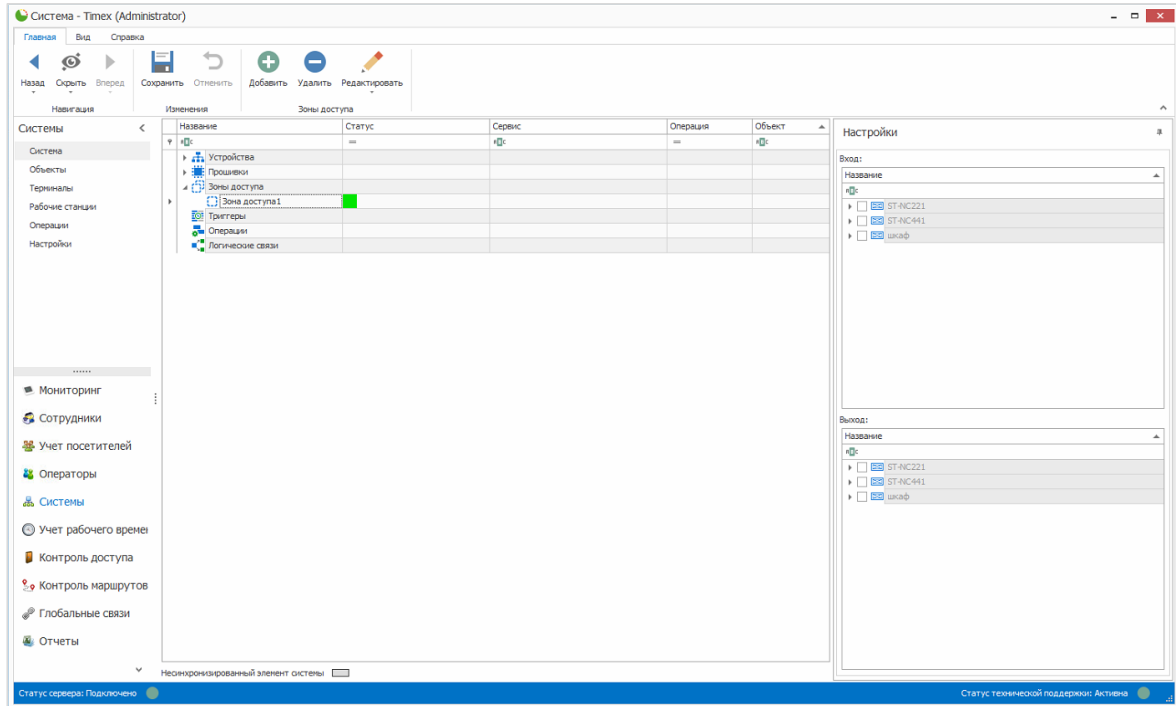 Система - Timex (Administrator)
Главная Вид Справка
Назад Скрыть Вперед Сохранить Отменить Добавить Удалить Редактировать
Навигация Изменения Зоны доступа
Системы
Система
Объекты
Терминалы
Рабочие станции
Операции
Настройки
Мониторинг
Сотрудники
Учет посетителей
Операторы
Системы
Учет рабочего времен
Контроль доступа
Контроль маршрутов
Глобальные связи
Отчеты
Название Статус Сервис Операция Объект
Устройства
Прошивки
Зоны доступа
Зона доступа1
Триггеры
Операции
Логические связи
Несинхронизированный элемент системы
Настройки
Вход:
Название
ST-NC221
ST-NC441
шкаф
Выход:
Название
ST-NC221
ST-NC441
шкаф
Статус сервера: Подключено Статус технической поддержки: Активна